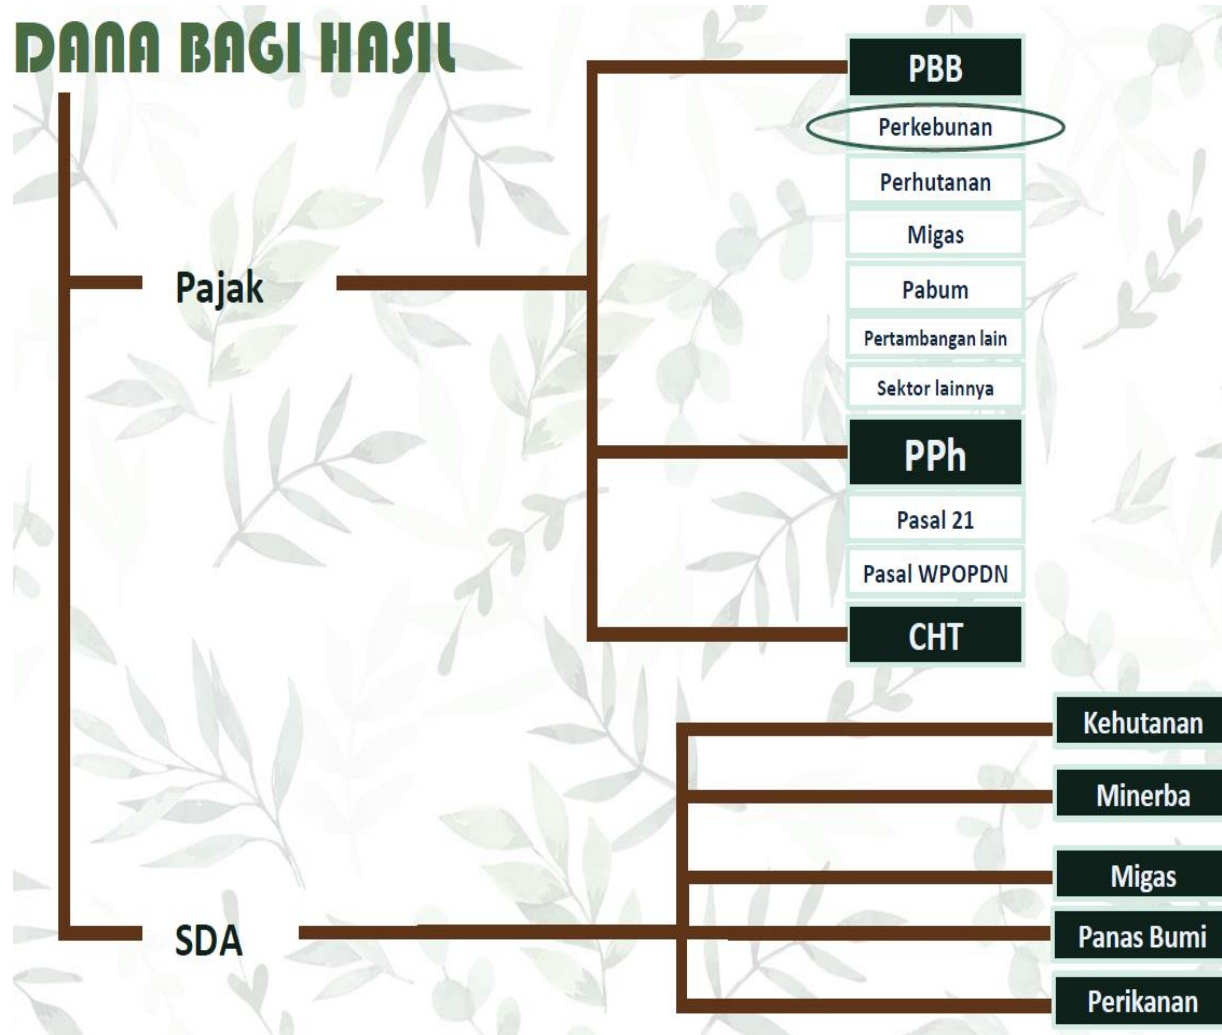 DANA BAGI HASIL
PBB
Perkebunan
Perhutanan
Migas
Pabum
Pertambangan lain
Sektor lainnya
Pajak
PPh
Pasal 21
Pasal WPOPDN
CHT
Kehutanan
Minerba
Migas
Panas Bumi
Perikanan
SDA